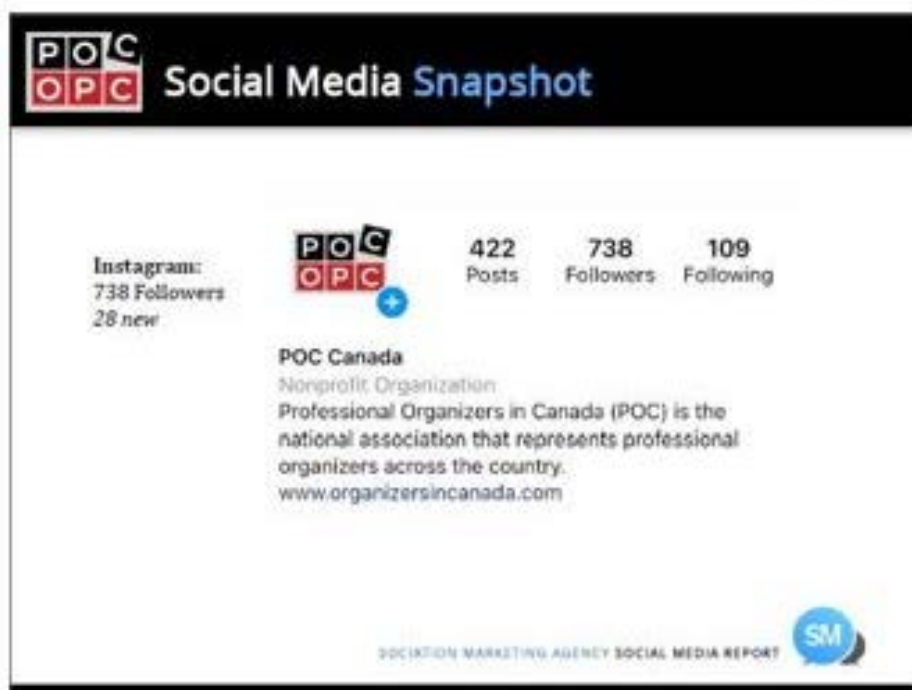 POC
OPC
Social Media Snapshot
Instagram:
738 Followers
28 new
POC
OPC
422
Posts
738
Followers
109
Following
POC Canada
Nonprofit Organization
Professional Organizers in Canada (POC) is the
national association that represents professional
organizers across the country.
www.organizersincanada.com
SOCIATION MARKETING AGENCY SOCIAL MEDIA REPORT
SM